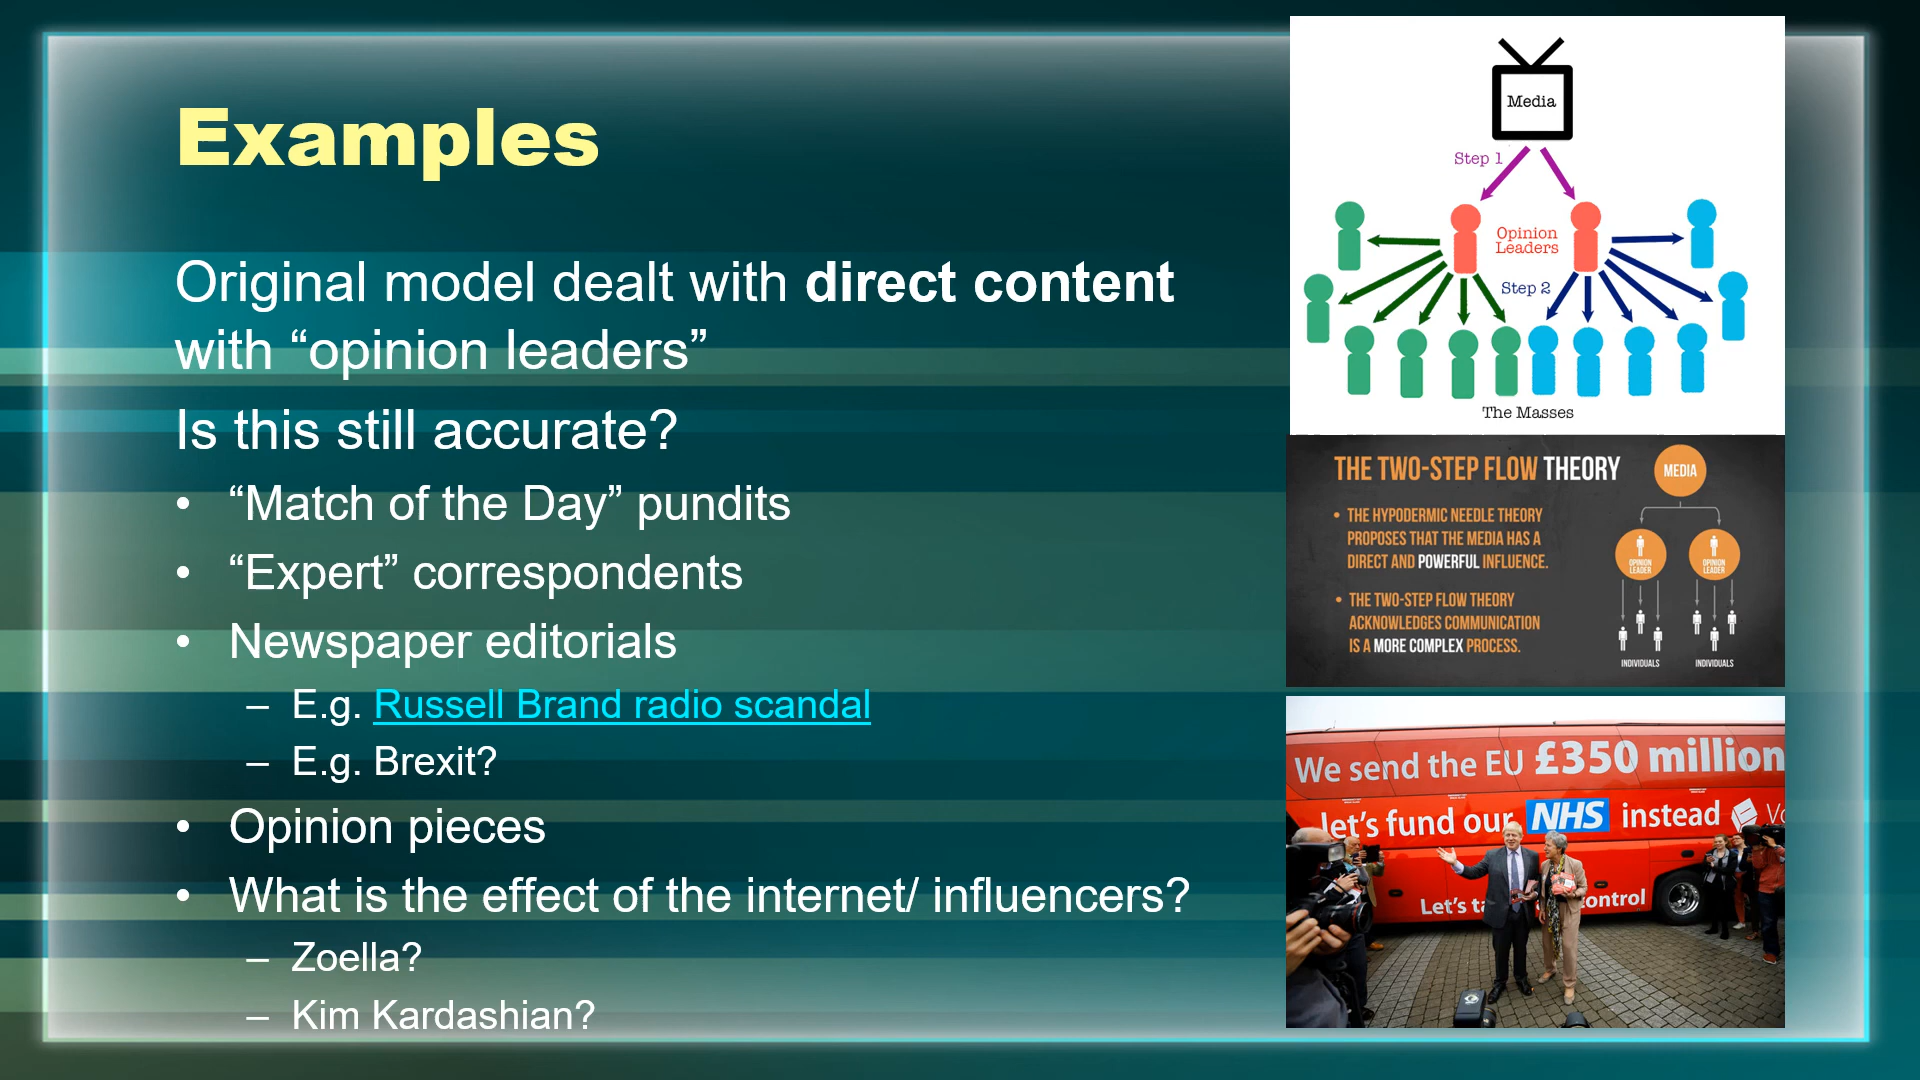 Examples
Original model dealt with direct content
with “opinion leaders”
Is this still accurate?
• “Match of the Day” pundits
• “Expert” correspondents
• Newspaper editorials
– E.g. Russell Brand radio scandal
– E.g. Brexit?
• Opinion pieces
• What is the effect of the internet/ influencers?
– Zoella?
– Kim Kardashian?
Media
Step 1
Opinion
Leaders
Step 2
The Masses
THE TWO-STEP FLOW THEORY
MEDIA
• THE HYPODERMIC NEEDLE THEORY
PROPOSES THAT THE MEDIA HAS A
DIRECT AND POWERFUL INFLUENCE.
• THE TWO-STEP FLOW THEORY
ACKNOWLEDGES COMMUNICATION
IS A MORE COMPLEX PROCESS.
OPINION
LEADER
OPINION
LEADER
INDIVIDUALS
INDIVIDUALS
We send the EU £350 million
let’s fund our NHS instead
Let’s ta
control